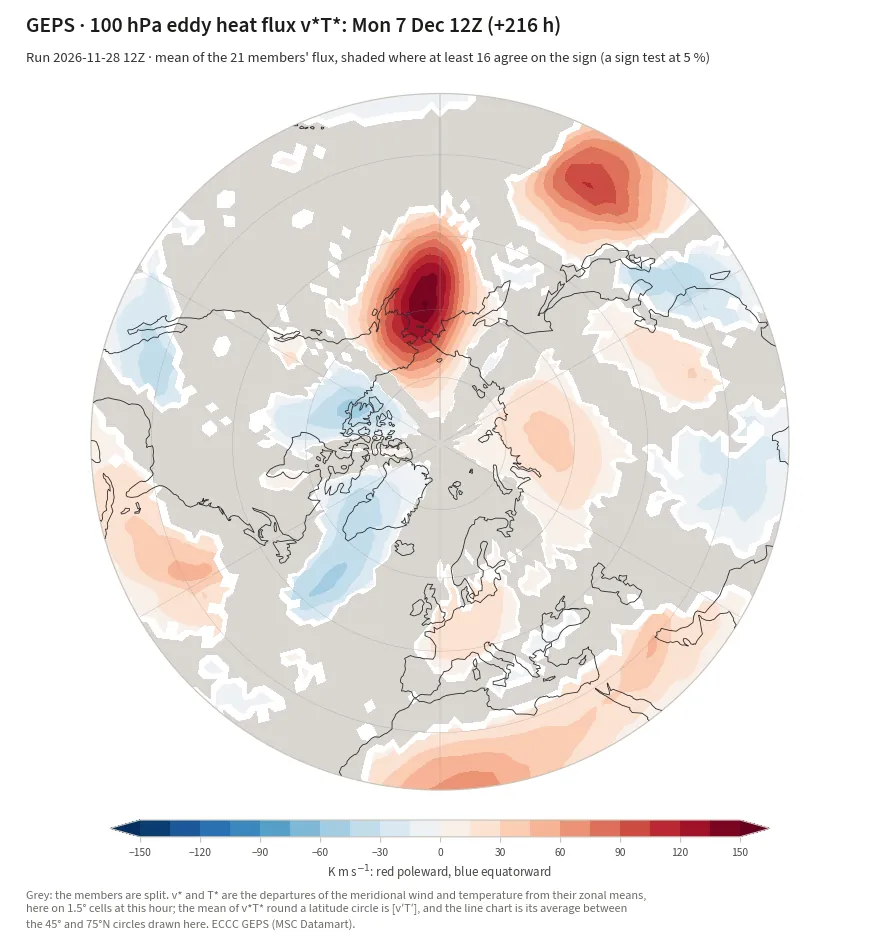 GEPS · 100 hPa eddy heat flux v*T*: Mon 7 Dec 12Z (+216 h)
Run 2026-11-28 12Z · mean of the 21 members' flux, shaded where at least 16 agree on the sign (a sign test at 5 %)
−150 −120 −90 −60 −30 0 30 60 90 120 150
K m s⁻¹: red poleward, blue equatorward
Grey: the members are split. v* and T* are the departures of the meridional wind and temperature from their zonal means,
here on 1.5° cells at this hour; the mean of v*T* round a latitude circle is [v'T'], and the line chart is its average between
the 45° and 75°N circles drawn here. ECCC GEPS (MSC Datamart).